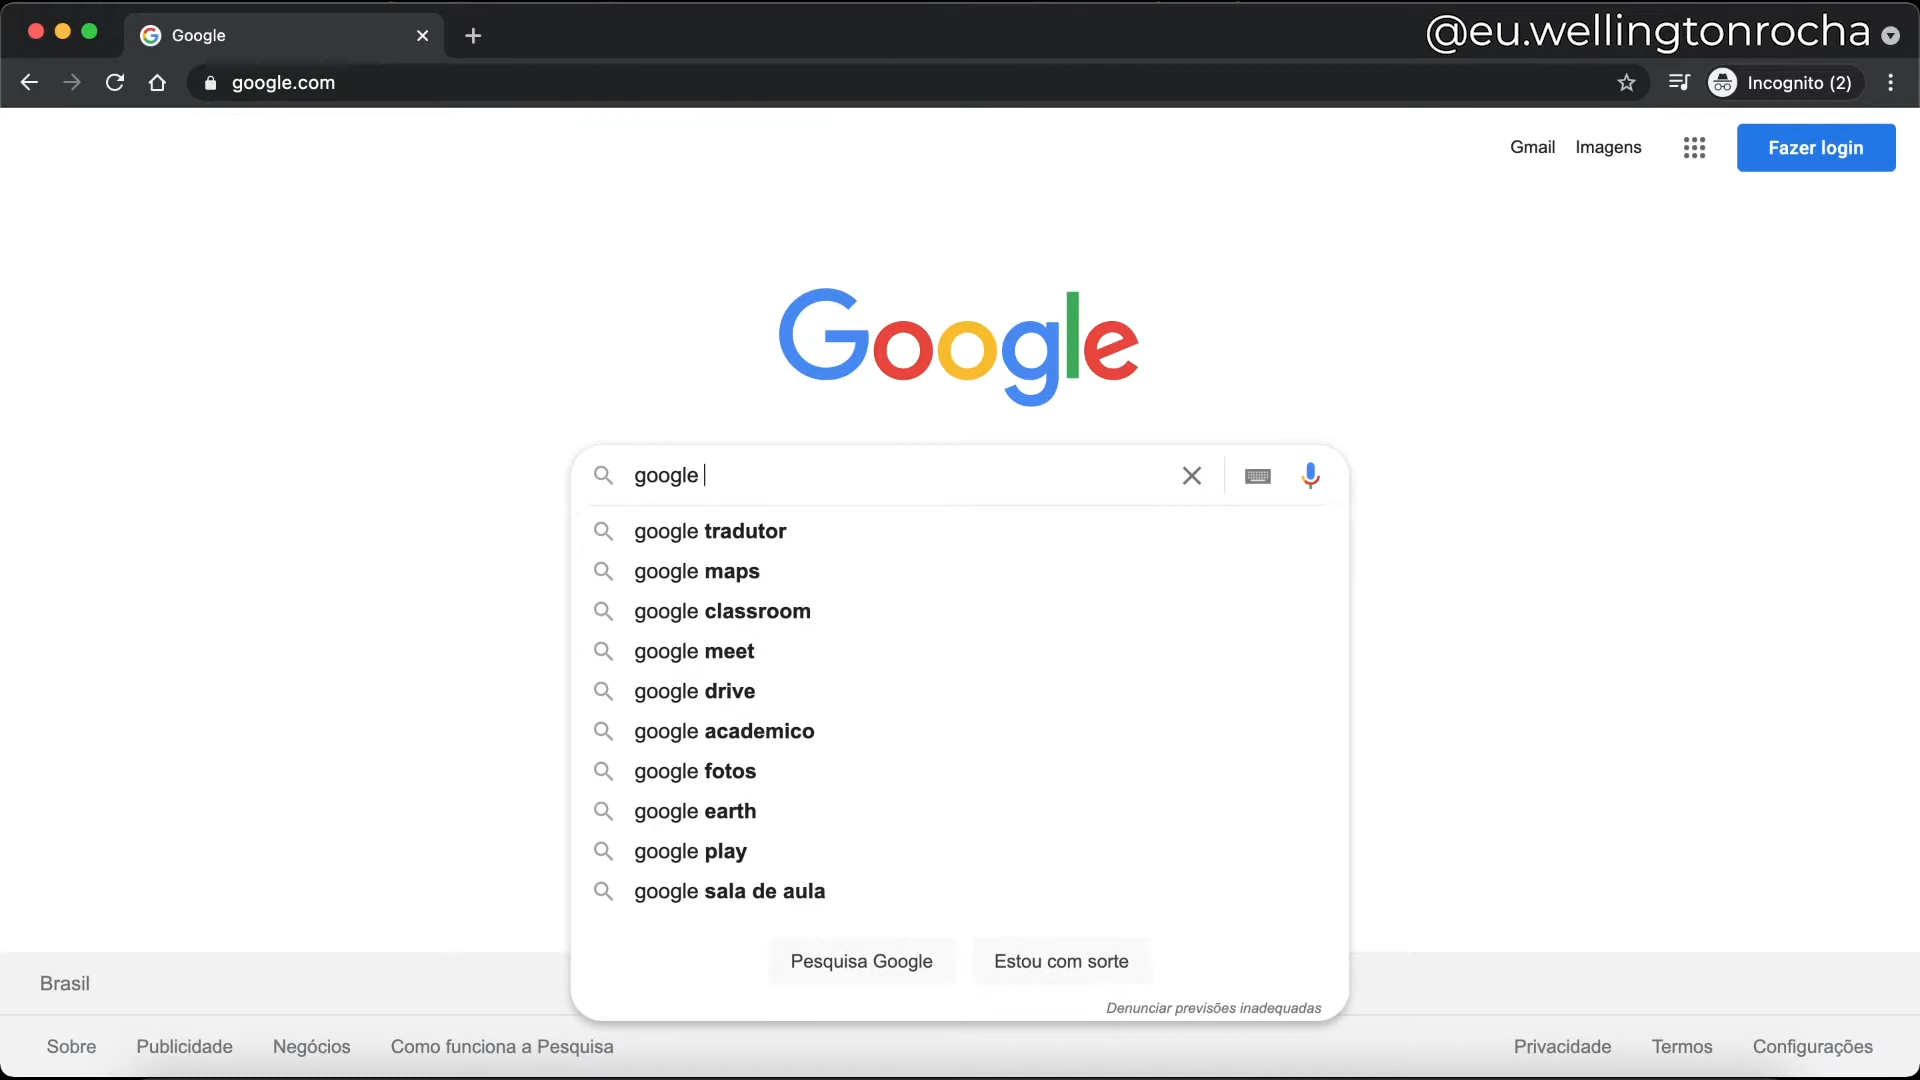 Google
@eu.wellingtonrocha
google.com
Incognito (2)
Gmail Imagens Fazer login
Google
google
google tradutor
google maps
google classroom
google meet
google drive
google academico
google fotos
google earth
google play
google sala de aula
Pesquisa Google Estou com sorte
Denunciar previsões inadequadas
Brasil
Sobre Publicidade Negócios Como funciona a Pesquisa Privacidade Termos Configurações